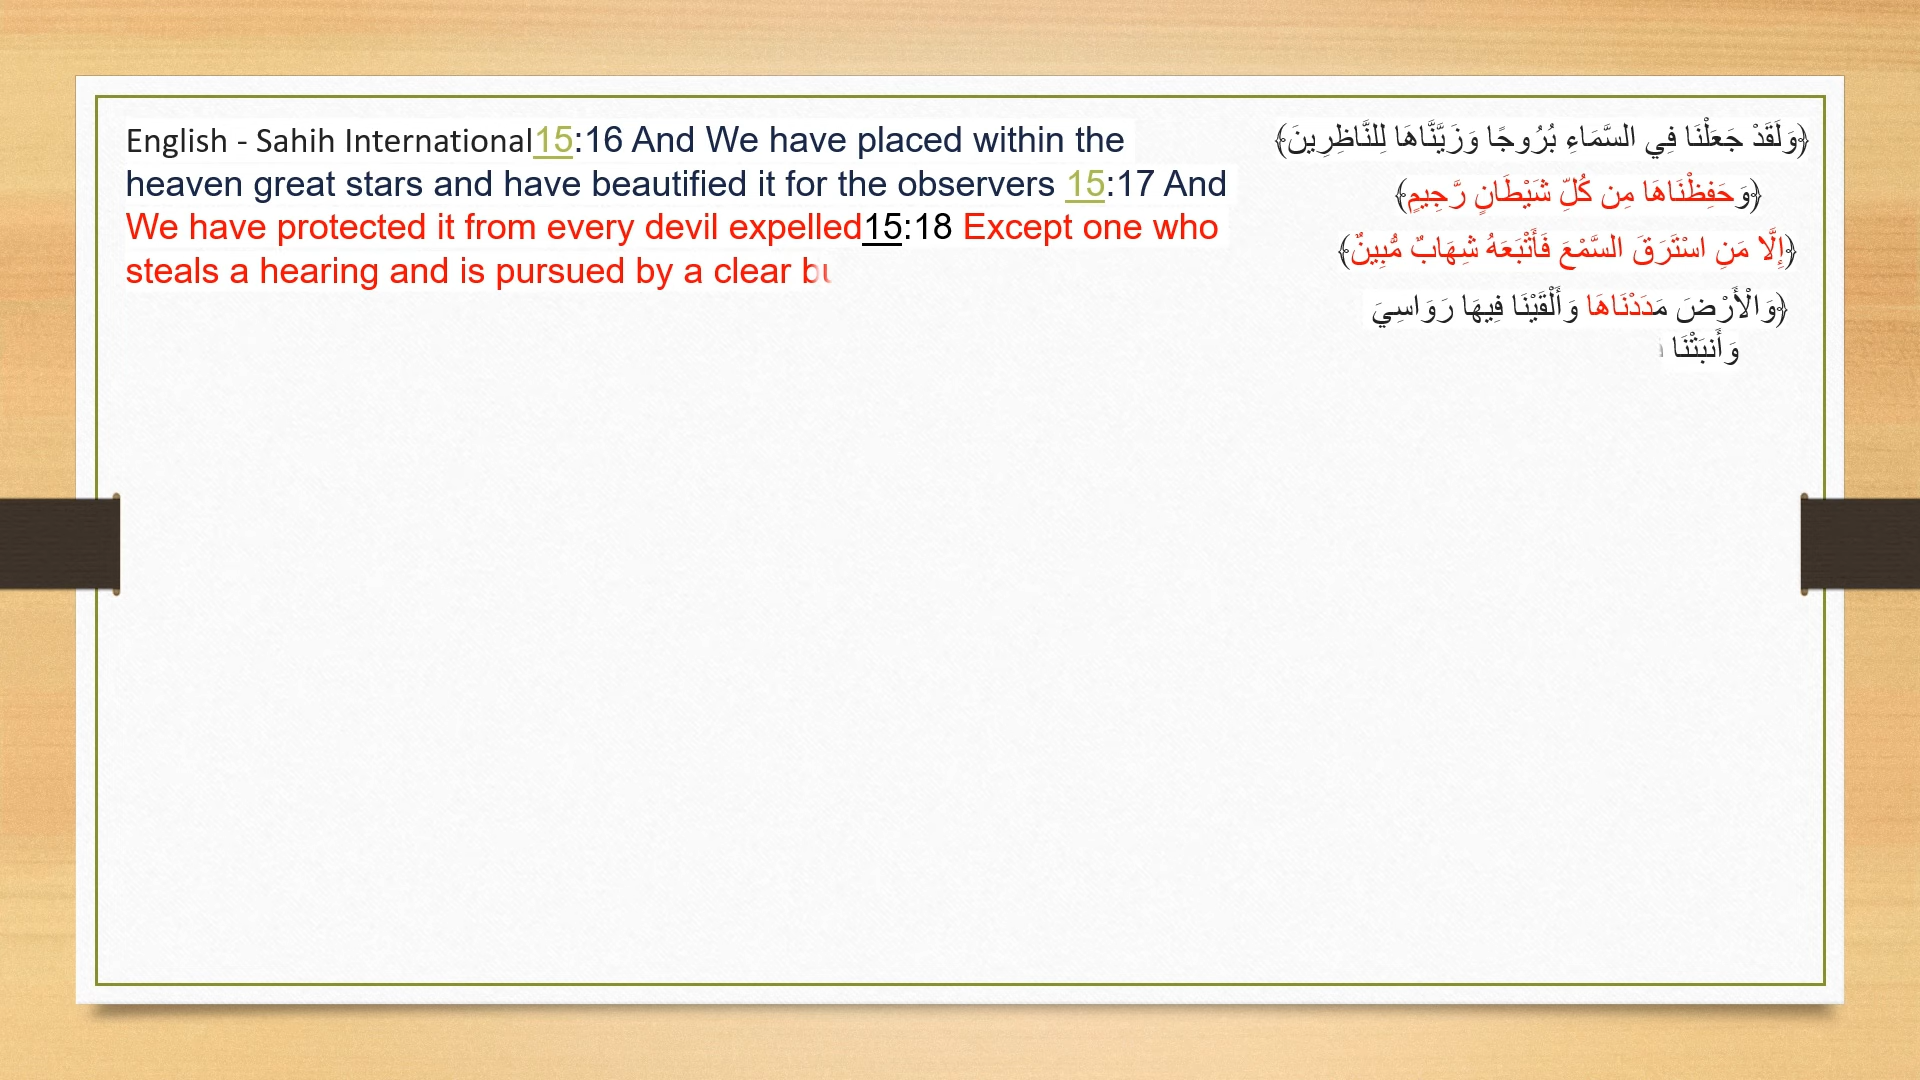 English - Sahih International15:16 And We have placed within the
heaven great stars and have beautified it for the observers 15:17 And
We have protected it from every devil expelled15:18 Except one who
steals a hearing and is pursued by a clear
﴿وَلَقَدْ جَعَلْنَا فِي السَّمَاءِ بُرُوجًا وَزَيَّنَّاهَا لِلنَّاظِرِينَ﴾
﴿وَحَفِظْنَاهَا مِن كُلِّ شَيْطَانٍ رَّجِيمٍ﴾
﴿إِلَّا مَنِ اسْتَرَقَ السَّمْعَ فَأَتْبَعَهُ شِهَابٌ مُّبِينٌ﴾
﴿وَالْأَرْضَ مَدَدْنَاهَا وَأَلْقَيْنَا فِيهَا رَوَاسِيَ
وَأَنبَتْنَا